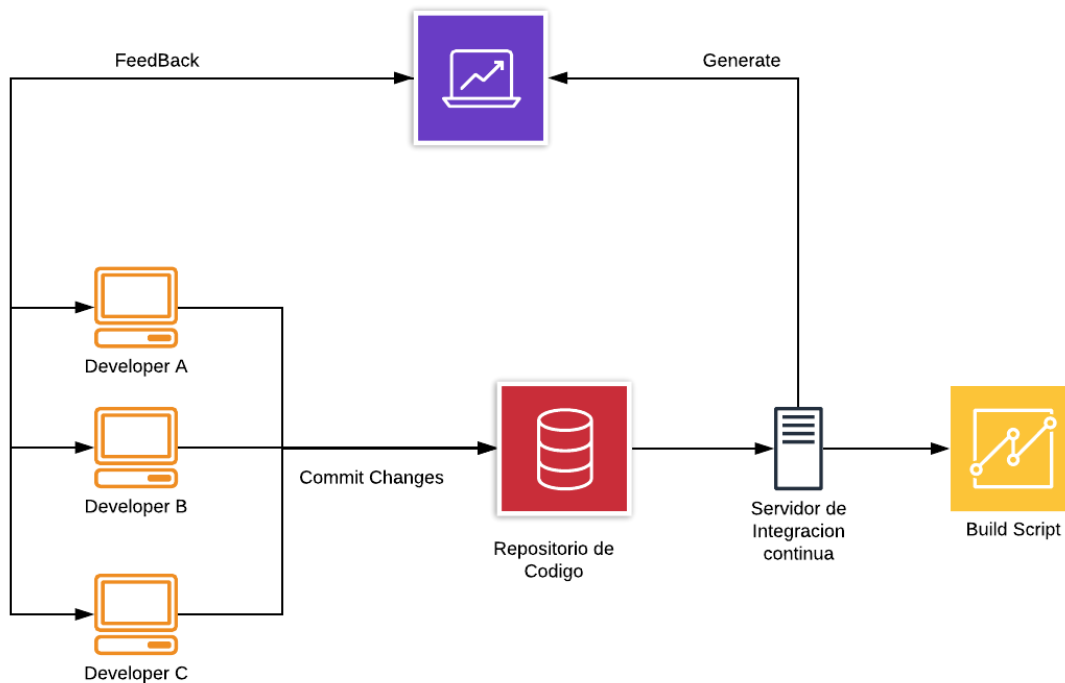 FeedBack
Generate
Developer A
Developer B
Commit Changes
Developer C
Repositorio de
Codigo
Servidor de
Integracion
continua
Build Script